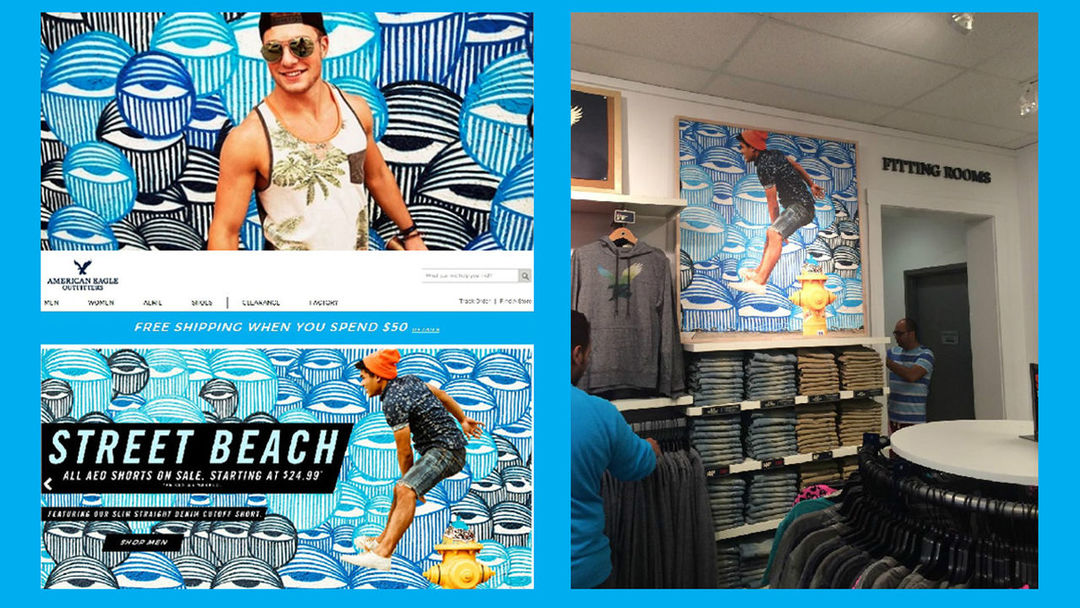 AMERICAN EAGLE
OUTFITTERS
MEN WOMEN AERIE SHOES | CLEARANCE FACTORY
Track Order | Find A Store
FREE SHIPPING WHEN YOU SPEND $50
STREET BEACH
ALL AEO SHORTS ON SALE. STARTING AT $24.99*
FEATURING OUR SLIM STRAIGHT DENIM CUTOFF SHORT.
SHOP MEN
FITTING ROOMS